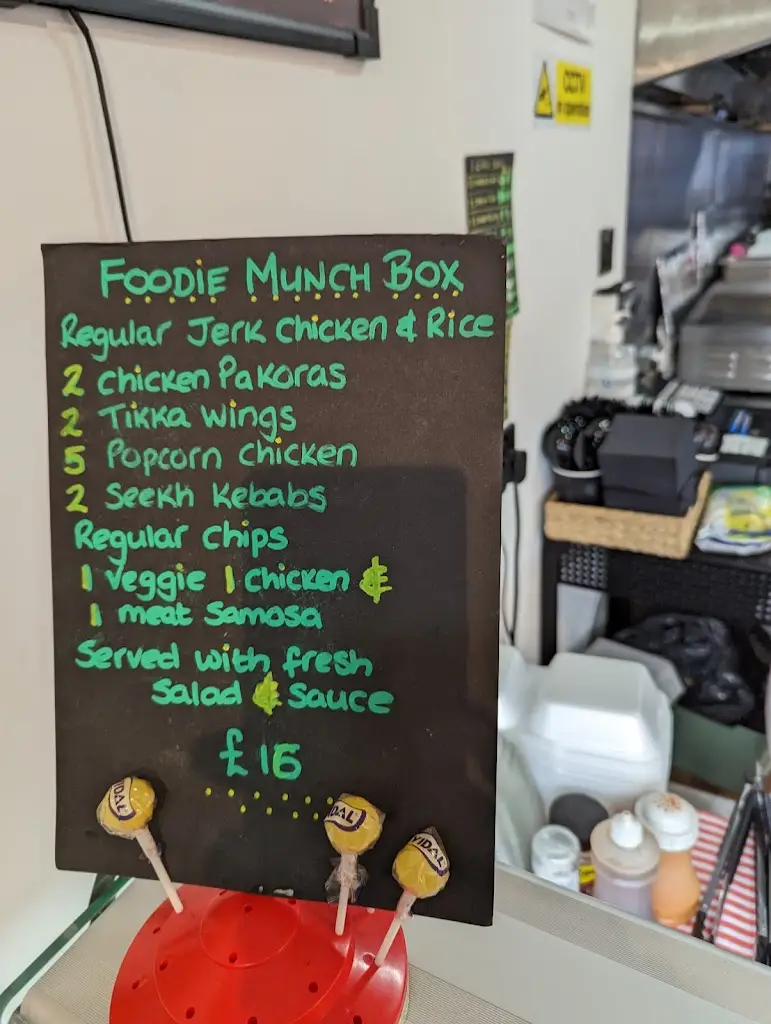 CCTV
in operation
FOODIE MUNCH BOX
Regular Jerk chicken & Rice
2 chicken Pakoras
2 Tikka wings
5 Popcorn chicken
2 Seekh kebabs
Regular chips
1 veggie 1 chicken &
1 meat samosa
Served with fresh
salad & sauce
£16
VIDAL
VIDAL
VIDAL